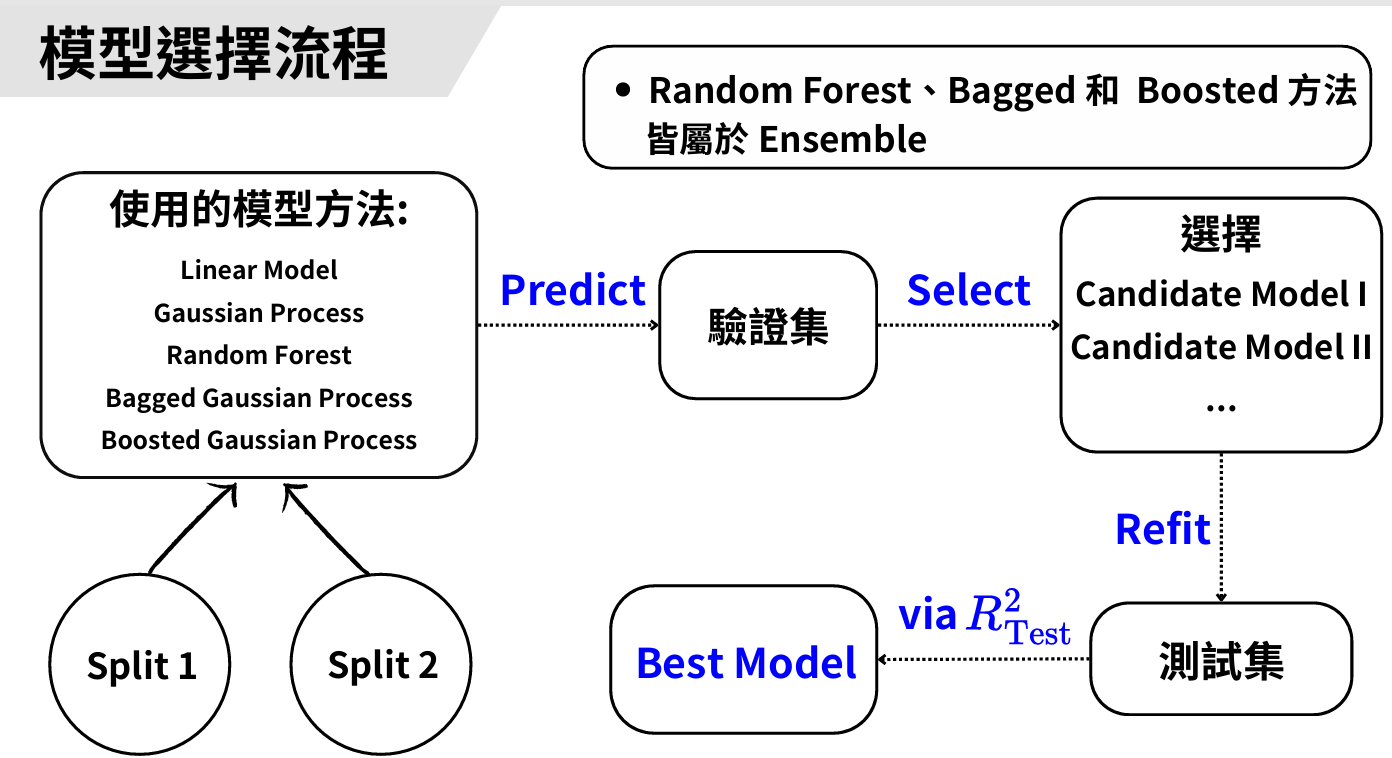 模型選擇流程
• Random Forest、Bagged 和 Boosted 方法
皆屬於 Ensemble
使用的模型方法:
Linear Model
Gaussian Process
Random Forest
Bagged Gaussian Process
Boosted Gaussian Process
Predict
驗證集
Select
選擇
Candidate Model I
Candidate Model II
...
Refit
Split 1
Split 2
Best Model
via R²_Test
測試集